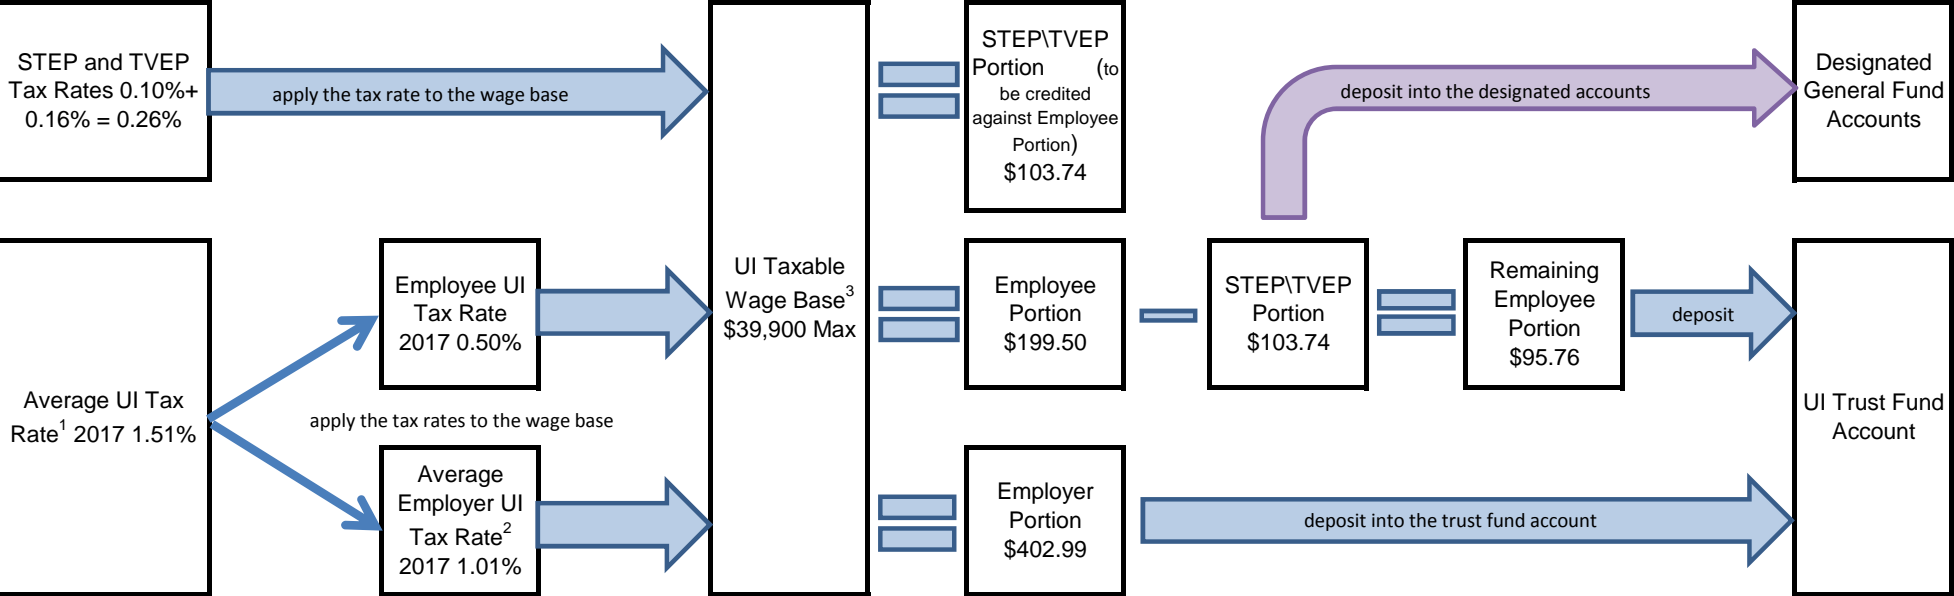 STEP and TVEP
Tax Rates 0.10%+
0.16% = 0.26%
apply the tax rate to the wage base
STEP\TVEP
Portion (to
be credited
against Employee
Portion)
$103.74
deposit into the designated accounts
Designated
General Fund
Accounts
Average UI Tax
Rate1 2017 1.51%
Employee UI
Tax Rate
2017 0.50%
apply the tax rates to the wage base
Average
Employer UI
Tax Rate2
2017 1.01%
UI Taxable
Wage Base3
$39,900 Max
Employee
Portion
$199.50
STEP\TVEP
Portion
$103.74
Remaining
Employee
Portion
$95.76
deposit
Employer
Portion
$402.99
deposit into the trust fund account
UI Trust Fund
Account